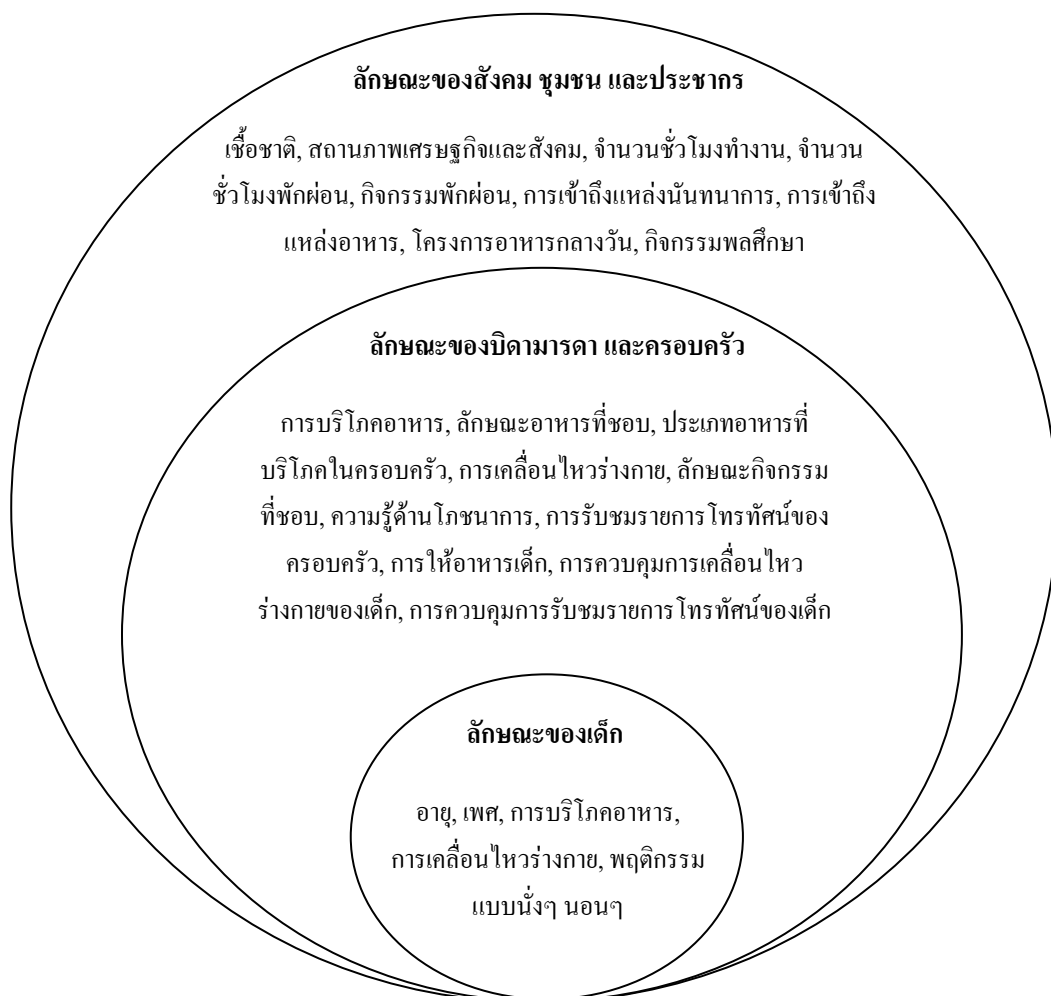 ลักษณะของสังคม ชุมชน และประชากร
เชื้อชาติ, สถานภาพเศรษฐกิจและสังคม, จำนวนชั่วโมงทำงาน, จำนวน
ชั่วโมงพักผ่อน, กิจกรรมพักผ่อน, การเข้าถึงแหล่งนันทนาการ, การเข้าถึง
แหล่งอาหาร, โครงการอาหารกลางวัน, กิจกรรมพลศึกษา
ลักษณะของบิดามารดา และครอบครัว
การบริโภคอาหาร, ลักษณะอาหารที่ชอบ, ประเภทอาหารที่
บริโภคในครอบครัว, การเคลื่อนไหวร่างกาย, ลักษณะกิจกรรม
ที่ชอบ, ความรู้ด้านโภชนาการ, การรับชมรายการโทรทัศน์ของ
ครอบครัว, การให้อาหารเด็ก, การควบคุมการเคลื่อนไหว
ร่างกายของเด็ก, การควบคุมการรับชมรายการโทรทัศน์ของเด็ก
ลักษณะของเด็ก
อายุ, เพศ, การบริโภคอาหาร,
การเคลื่อนไหวร่างกาย, พฤติกรรม
แบบนั่งๆ นอนๆ